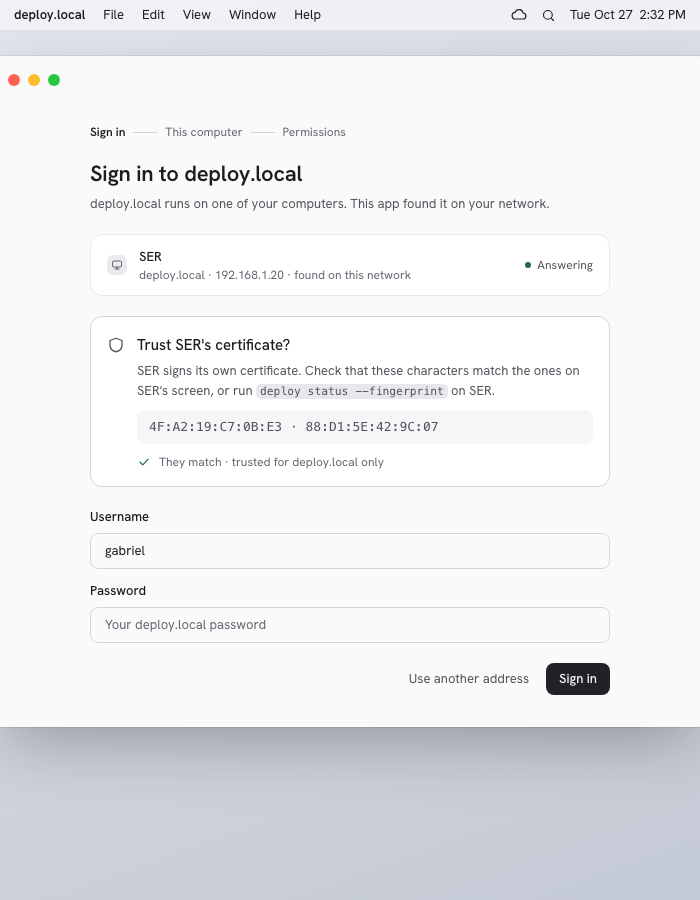 deploy.local File Edit View Window Help Tue Oct 27 2:32 PM
Sign in This computer Permissions
Sign in to deploy.local
deploy.local runs on one of your computers. This app found it on your network.
SER
deploy.local · 192.168.1.20 · found on this network
Answering
Trust SER's certificate?
SER signs its own certificate. Check that these characters match the ones on
SER's screen, or run deploy status --fingerprint on SER.
4F:A2:19:C7:0B:E3 · 88:D1:5E:42:9C:07
They match · trusted for deploy.local only
Username
gabriel
Password
Your deploy.local password
Use another address Sign in